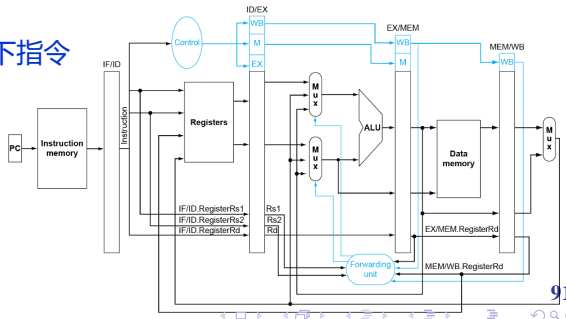 下指令
ID/EX
WB
Control
M
EX
EX/MEM
WB
M
MEM/WB
WB
IF/ID
PC
Instruction
memory
Instruction
Registers
M
u
x
M
u
x
ALU
Data
memory
M
u
x
IF/ID.RegisterRs1
Rs1
IF/ID.RegisterRs2
Rs2
IF/ID.RegisterRd
Rd
EX/MEM.RegisterRd
Forwarding
unit
MEM/WB.RegisterRd
91